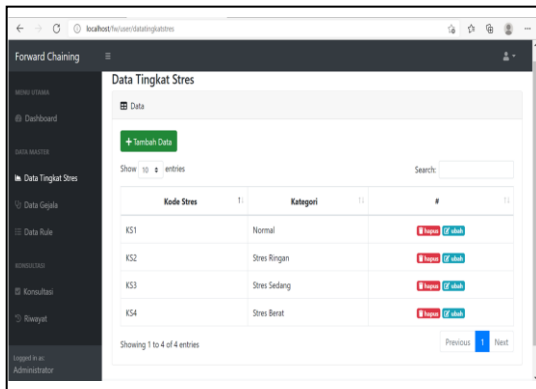 localhost/fw/user/datatingkatstres
Forward Chaining
MENU UTAMA
Dashboard
DATA MASTER
Data Tingkat Stres
Data Gejala
Data Rule
KONSULTASI
Konsultasi
Riwayat
Logged in as:
Administrator
Data Tingkat Stres
Data
+ Tambah Data
Show 10 entries
Search:
Kode Stres Kategori #
KS1 Normal hapus ubah
KS2 Stres Ringan hapus ubah
KS3 Stres Sedang hapus ubah
KS4 Stres Berat hapus ubah
Showing 1 to 4 of 4 entries
Previous 1 Next